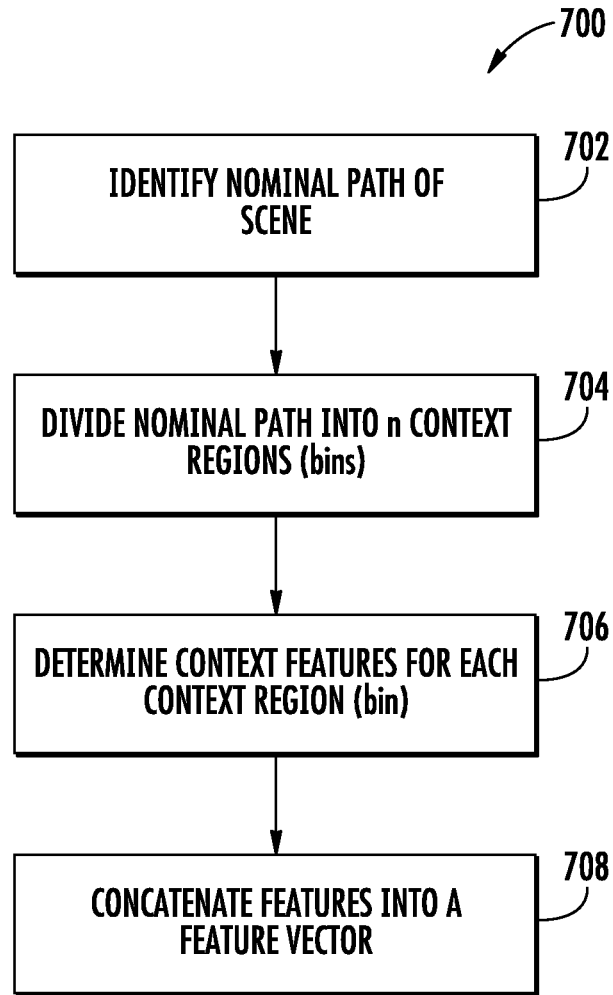 700
702
IDENTIFY NOMINAL PATH OF
SCENE
704
DIVIDE NOMINAL PATH INTO n CONTEXT
REGIONS (bins)
706
DETERMINE CONTEXT FEATURES FOR EACH
CONTEXT REGION (bin)
708
CONCATENATE FEATURES INTO A
FEATURE VECTOR